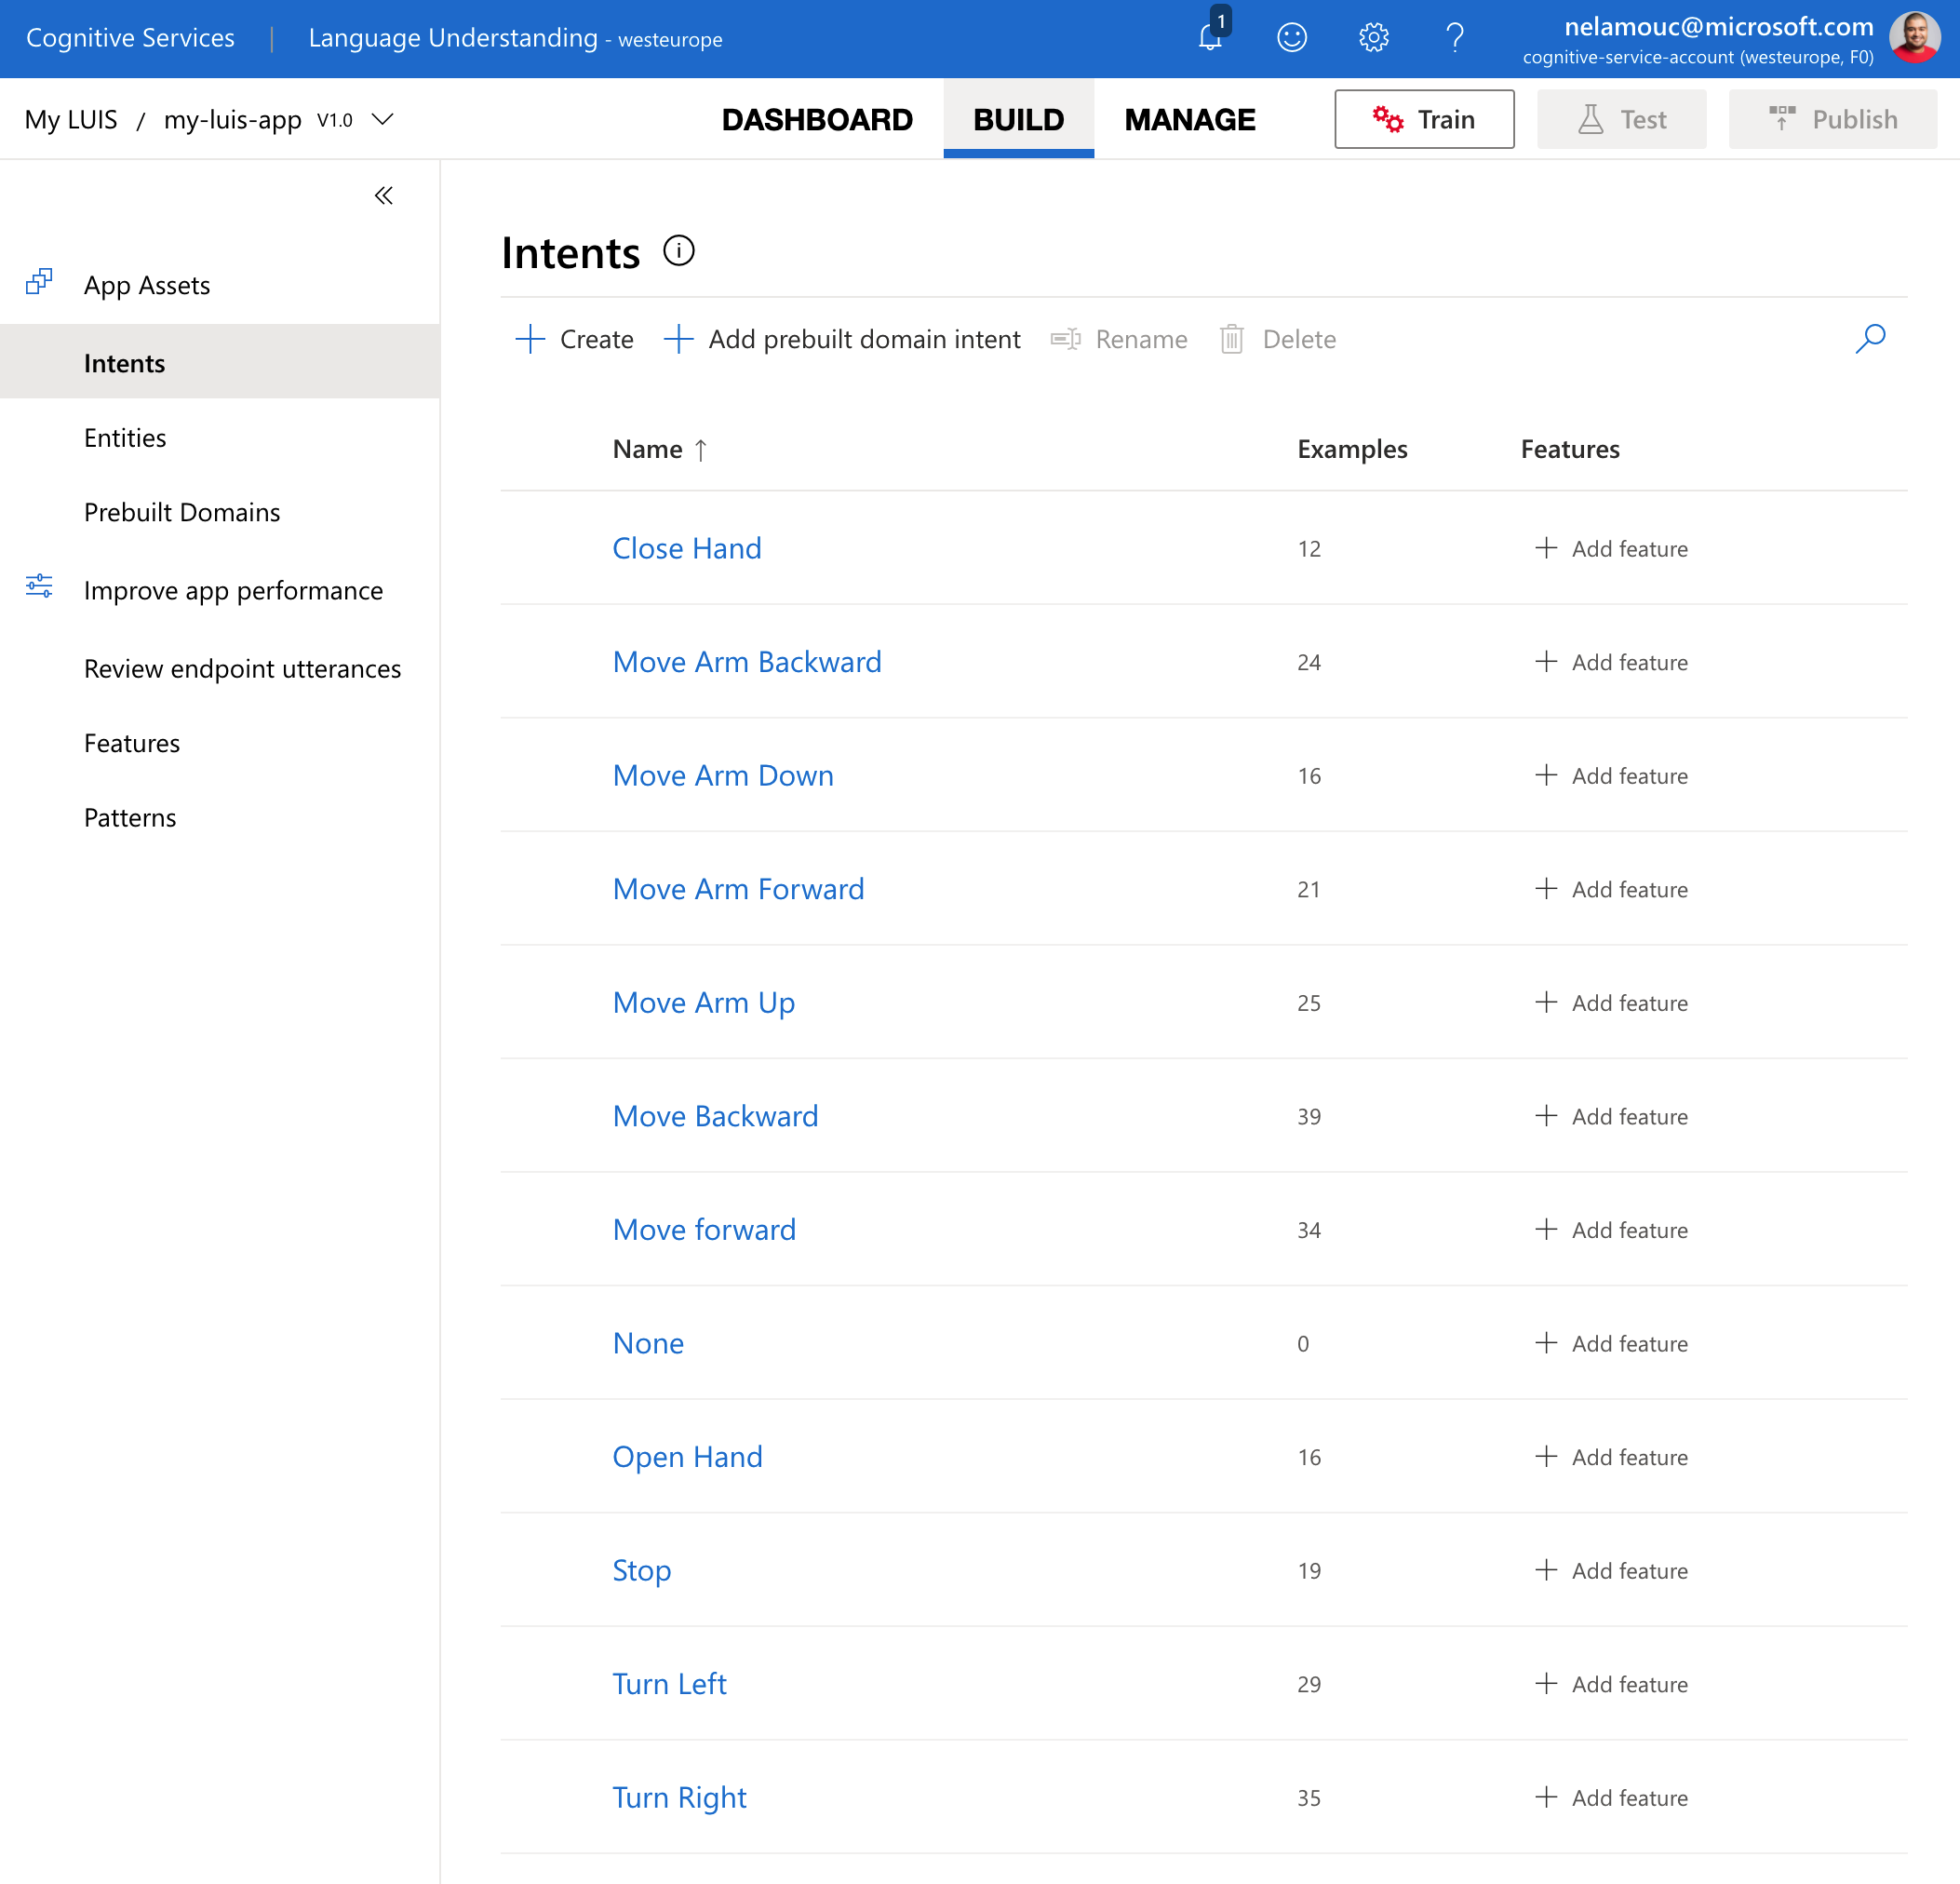 Cognitive Services | Language Understanding - westeurope
1
nelamouc@microsoft.com
cognitive-service-account (westeurope, F0)
My LUIS / my-luis-app V1.0
DASHBOARD BUILD MANAGE
Train Test Publish
App Assets
Intents
Entities
Prebuilt Domains
Improve app performance
Review endpoint utterances
Features
Patterns
Intents
Create Add prebuilt domain intent Rename Delete
Name ↑ Examples Features
Close Hand 12 + Add feature
Move Arm Backward 24 + Add feature
Move Arm Down 16 + Add feature
Move Arm Forward 21 + Add feature
Move Arm Up 25 + Add feature
Move Backward 39 + Add feature
Move forward 34 + Add feature
None 0 + Add feature
Open Hand 16 + Add feature
Stop 19 + Add feature
Turn Left 29 + Add feature
Turn Right 35 + Add feature